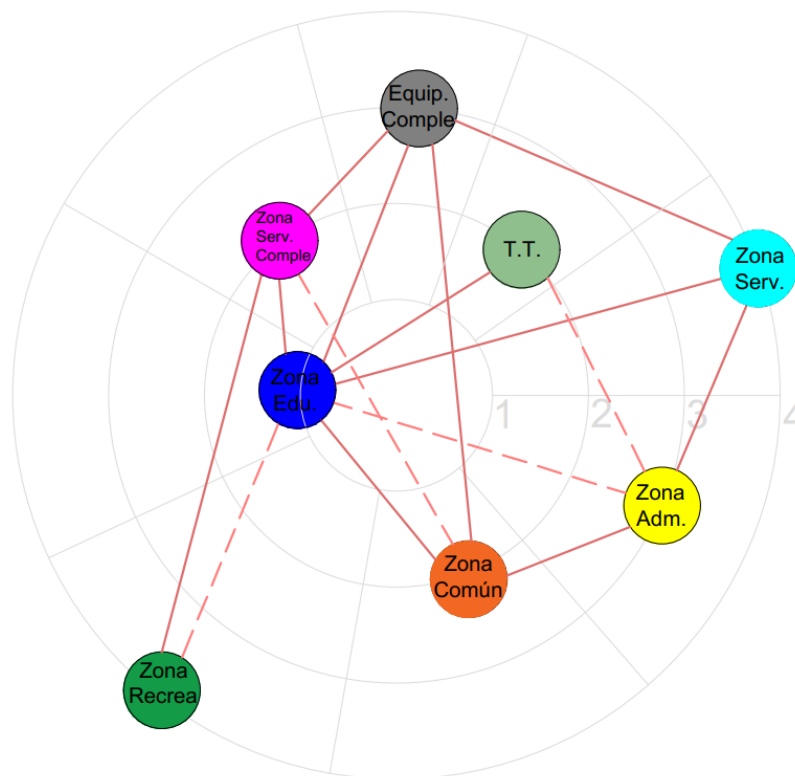 Equip.
Comple
Zona
Serv.
Comple
T.T.
Zona
Serv.
Zona
Edu.
1
2
3
4
Zona
Adm.
Zona
Común
Zona
Recrea